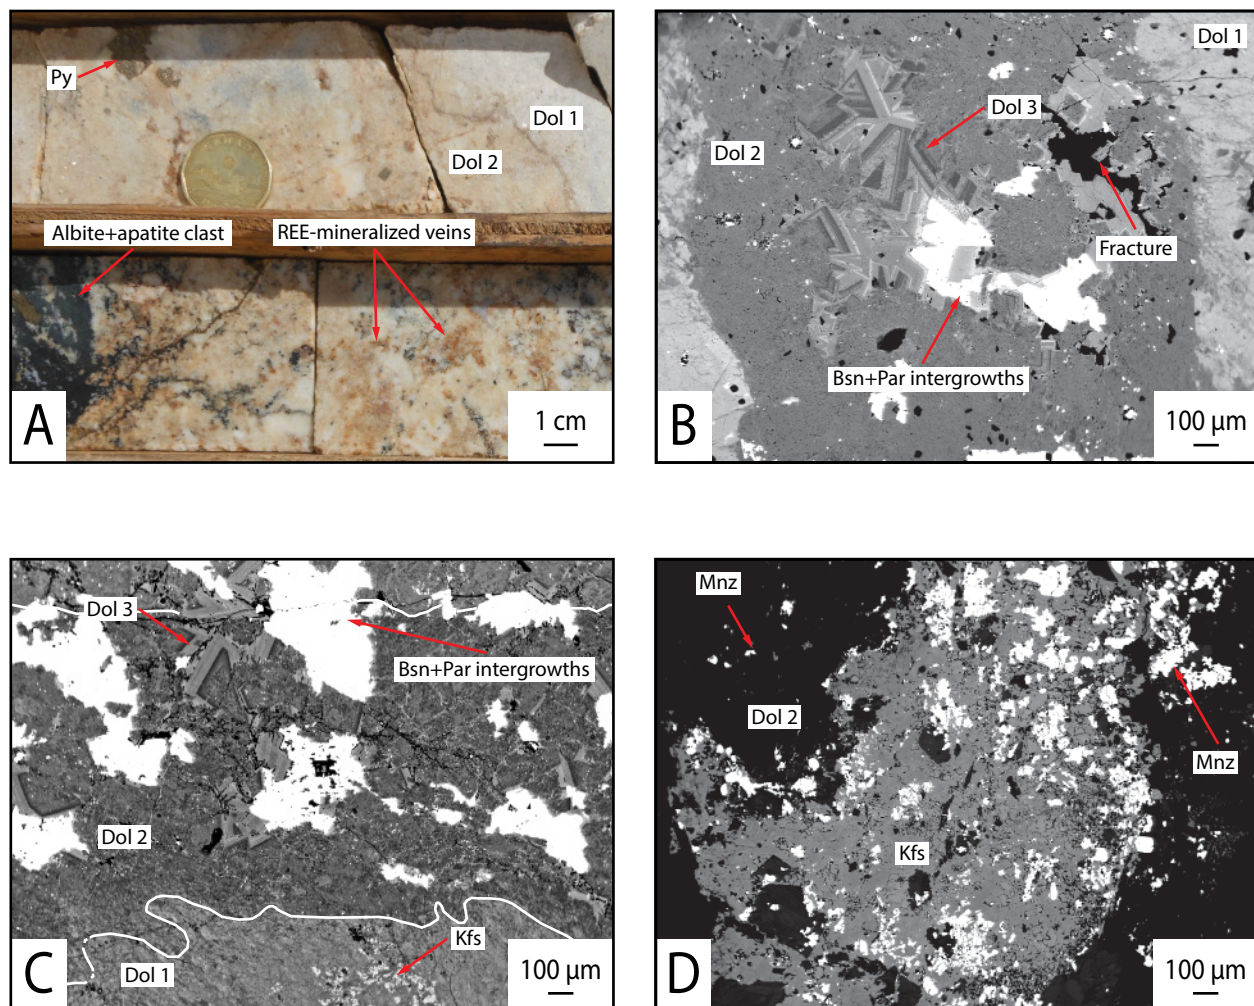 Py
Dol 1
Dol 2
Albite+apatite clast
REE-mineralized veins
A
1 cm
Dol 1
Dol 3
Dol 2
Fracture
Bsn+Par intergrowths
B
100 µm
Dol 3
Bsn+Par intergrowths
Dol 2
Kfs
Dol 1
C
100 µm
Mnz
Dol 2
Mnz
Kfs
D
100 µm